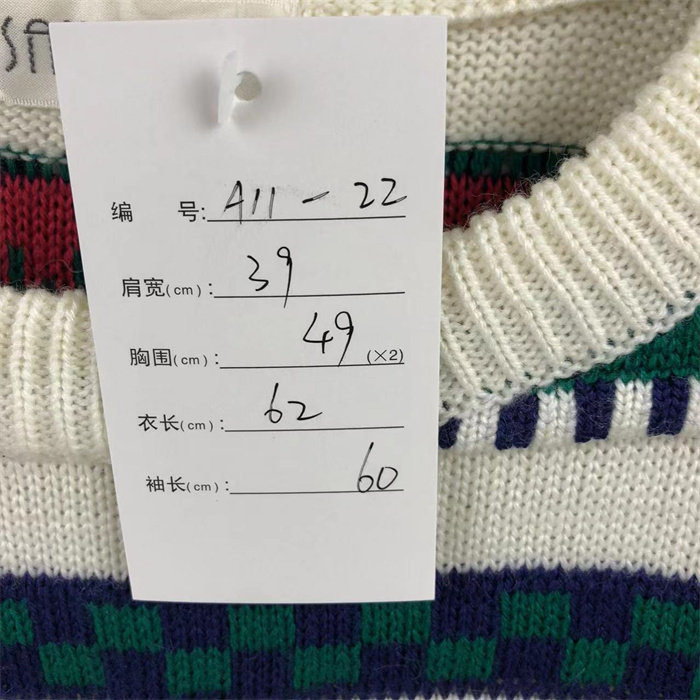 编 号: A11-22
肩宽(cm): 39
胸围(cm): 49 (×2)
衣长(cm): 62
袖长(cm): 60